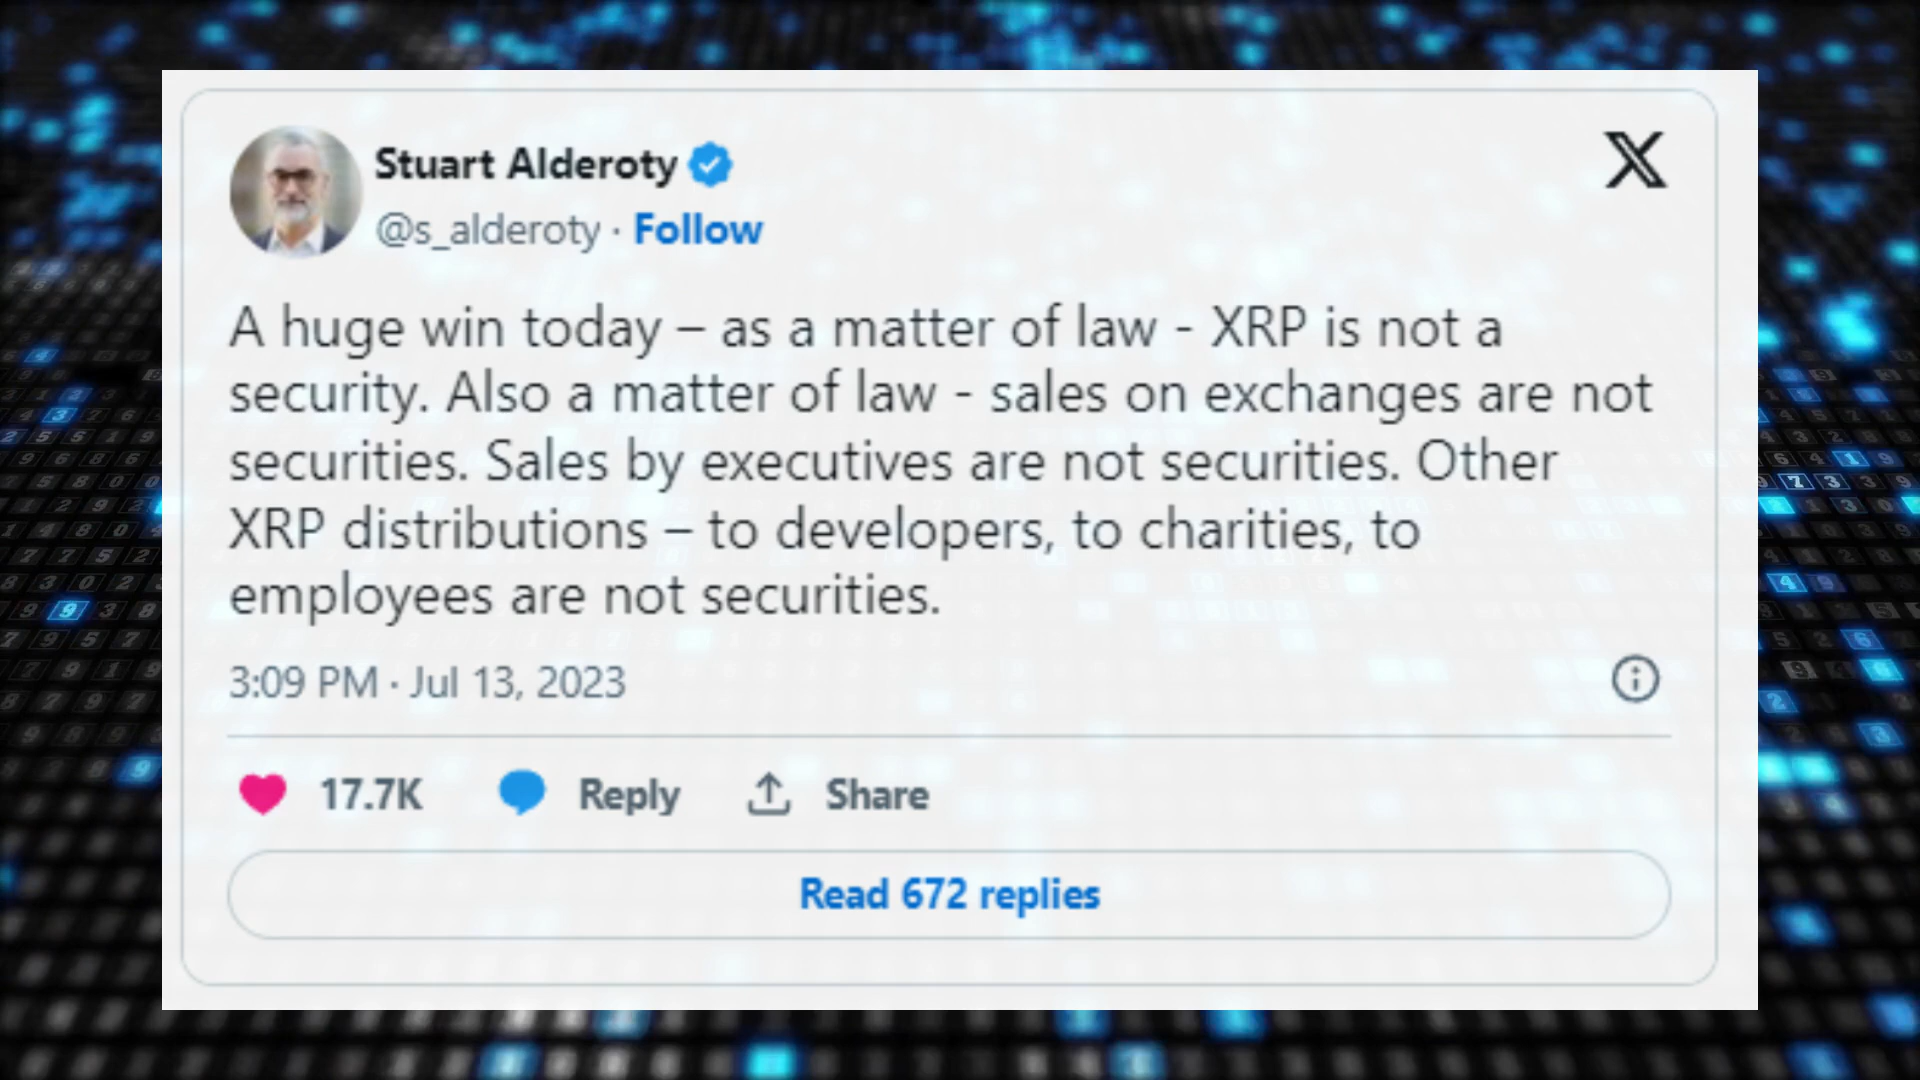 Stuart Alderoty
@s_alderoty · Follow
A huge win today – as a matter of law - XRP is not a
security. Also a matter of law - sales on exchanges are not
securities. Sales by executives are not securities. Other
XRP distributions – to developers, to charities, to
employees are not securities.
3:09 PM · Jul 13, 2023
17.7K Reply Share
Read 672 replies